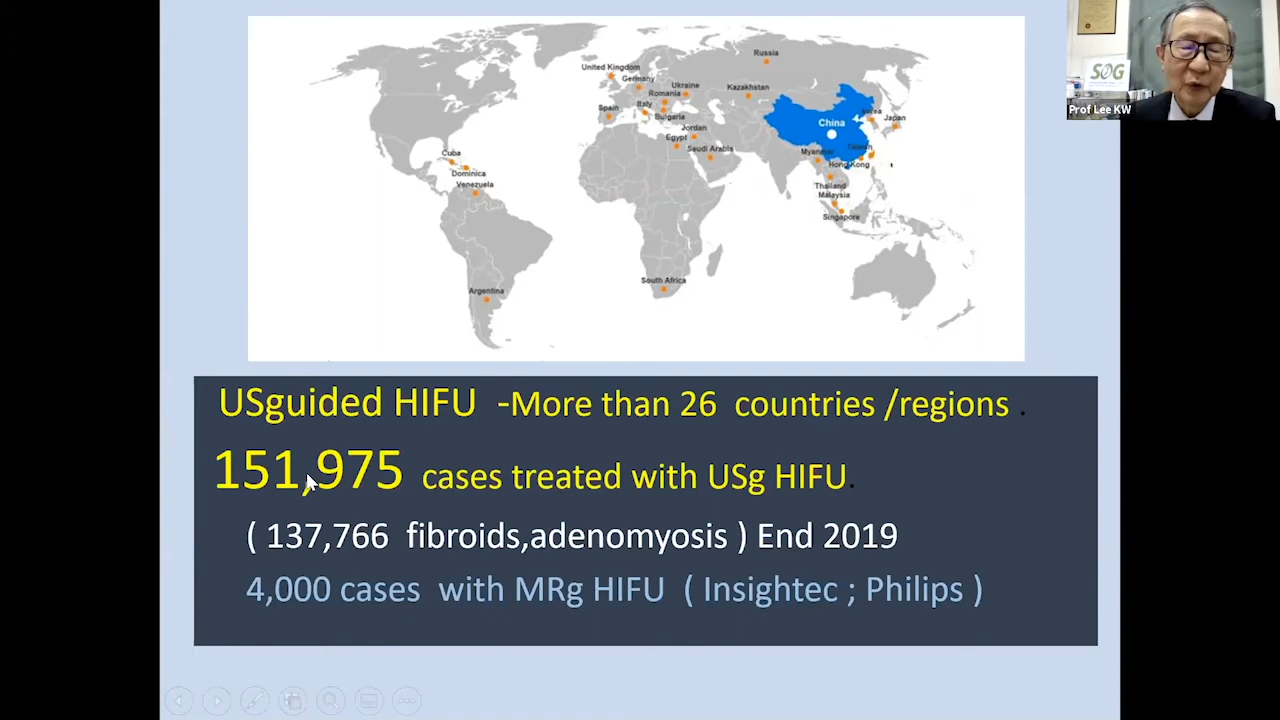 Russia
United Kingdom
Germany
Ukraine
Kazakhstan
Romania
Spain
Italy
Bulgaria
China
Korea
Japan
Jordan
Egypt
Saudi Arabia
Myanmar
Taiwan
Hong Kong
Cuba
Dominica
Venezuela
Thailand
Malaysia
Singapore
South Africa
Argentina
SOG
Prof Lee KW
USguided HIFU -More than 26 countries /regions .
151,975 cases treated with USg HIFU.
( 137,766 fibroids,adenomyosis ) End 2019
4,000 cases with MRg HIFU ( Insightec ; Philips )